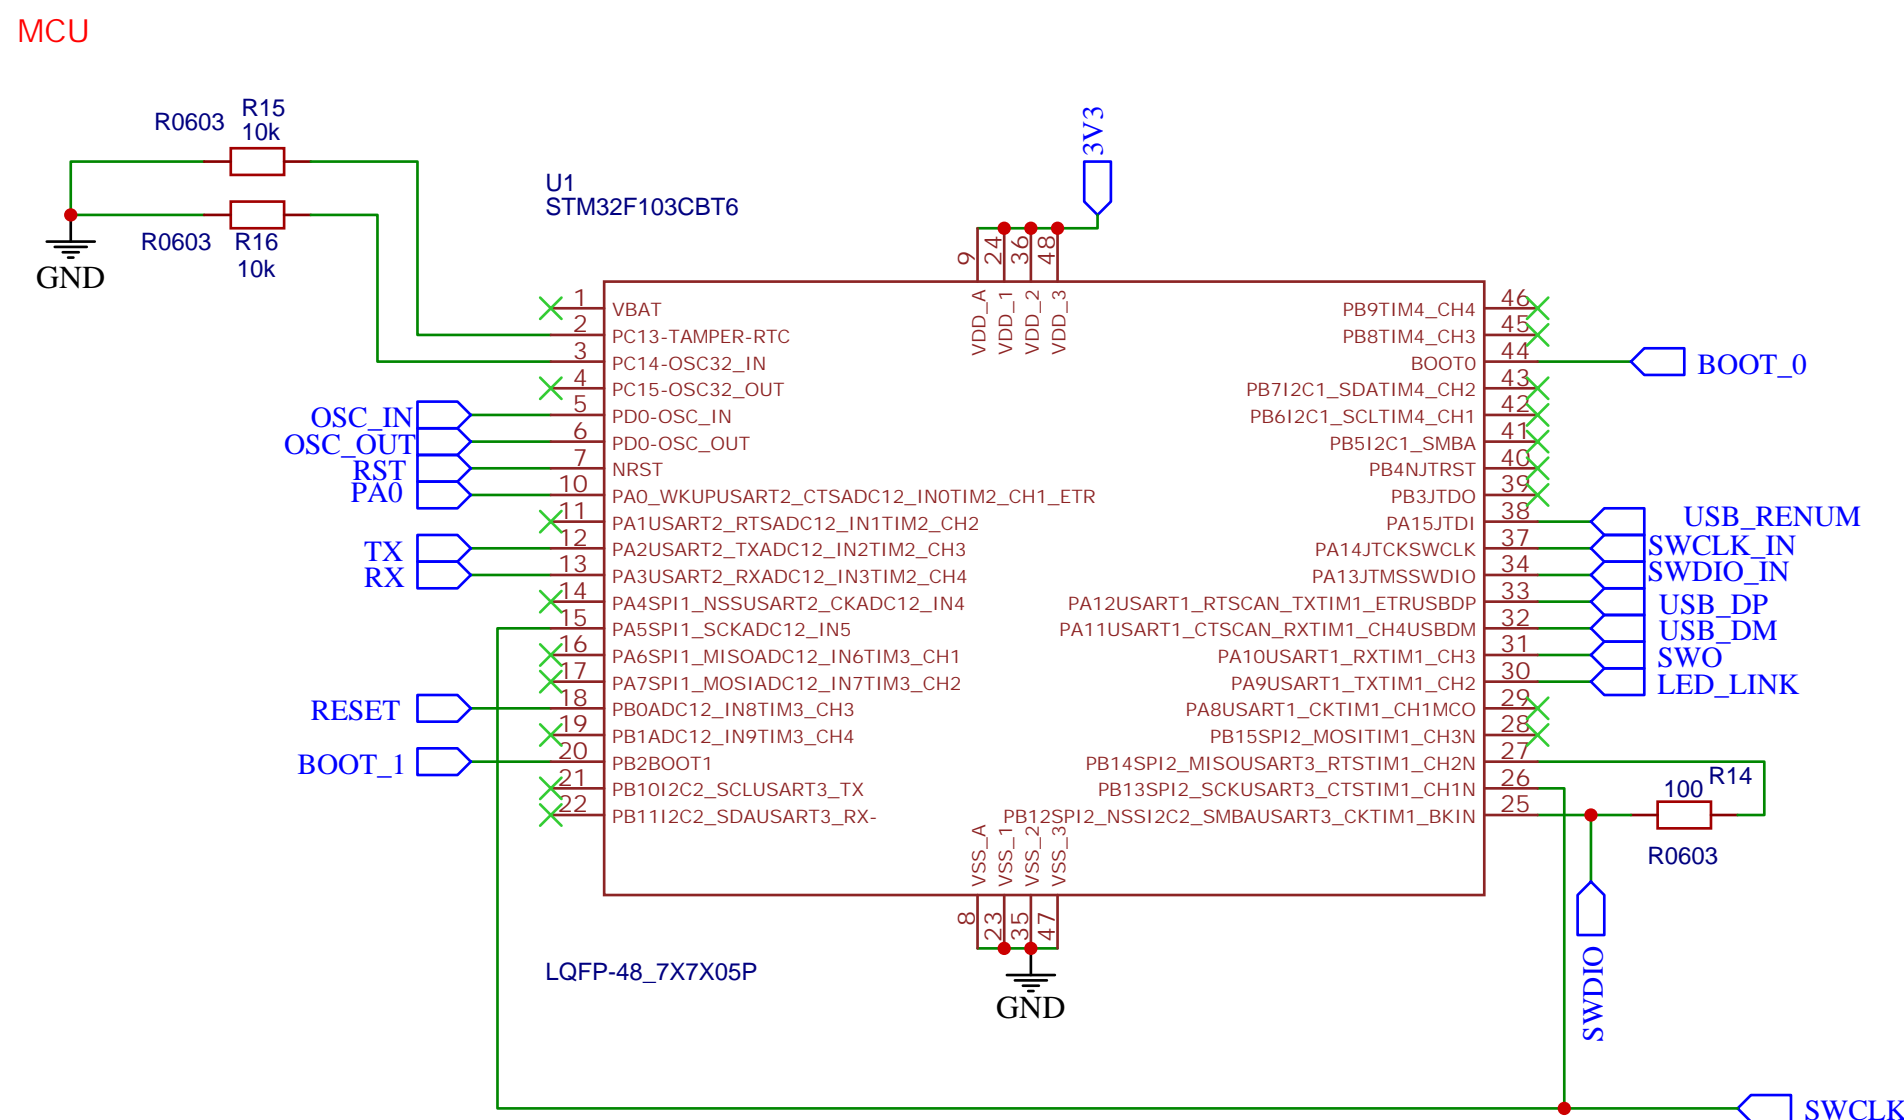 MCU
R0603
R15
10k
R0603
R16
10k
GND
U1
STM32F103CBT6
3V3
9
24
36
48
VDD_A
VDD_1
VDD_2
VDD_3
1
VBAT
2
PC13-TAMPER-RTC
3
PC14-OSC32_IN
4
PC15-OSC32_OUT
OSC_IN
5
PD0-OSC_IN
OSC_OUT
6
PD0-OSC_OUT
RST
7
NRST
PA0
10
PA0_WKUPUSART2_CTSADC12_IN0TIM2_CH1_ETR
11
PA1USART2_RTSADC12_IN1TIM2_CH2
TX
12
PA2USART2_TXADC12_IN2TIM2_CH3
RX
13
PA3USART2_RXADC12_IN3TIM2_CH4
14
PA4SPI1_NSSUSART2_CKADC12_IN4
15
PA5SPI1_SCKADC12_IN5
16
PA6SPI1_MISOADC12_IN6TIM3_CH1
17
PA7SPI1_MOSIADC12_IN7TIM3_CH2
RESET
18
PB0ADC12_IN8TIM3_CH3
19
PB1ADC12_IN9TIM3_CH4
BOOT_1
20
PB2BOOT1
21
PB10I2C2_SCLUSART3_TX
22
PB11I2C2_SDAUSART3_RX-
PB9TIM4_CH4
46
PB8TIM4_CH3
45
BOOT0
44
BOOT_0
PB7I2C1_SDATIM4_CH2
43
PB6I2C1_SCLTIM4_CH1
42
PB5I2C1_SMBA
41
PB4NJTRST
40
PB3JTDO
39
PA15JTDI
38
USB_RENUM
PA14JTCKSWCLK
37
SWCLK_IN
PA13JTMSSWDIO
34
SWDIO_IN
PA12USART1_RTSCAN_TXTIM1_ETRUSBDP
33
USB_DP
PA11USART1_CTSCAN_RXTIM1_CH4USBDM
32
USB_DM
PA10USART1_RXTIM1_CH3
31
SWO
PA9USART1_TXTIM1_CH2
30
LED_LINK
PA8USART1_CKTIM1_CH1MCO
29
PB15SPI2_MOSITIM1_CH3N
28
PB14SPI2_MISOUSART3_RTSTIM1_CH2N
27
PB13SPI2_SCKUSART3_CTSTIM1_CH1N
26
PB12SPI2_NSSI2C2_SMBAUSART3_CKTIM1_BKIN
25
100
R14
R0603
VSS_A
VSS_1
VSS_2
VSS_3
8
23
35
47
GND
LQFP-48_7X7X05P
SWDIO
SWCLK